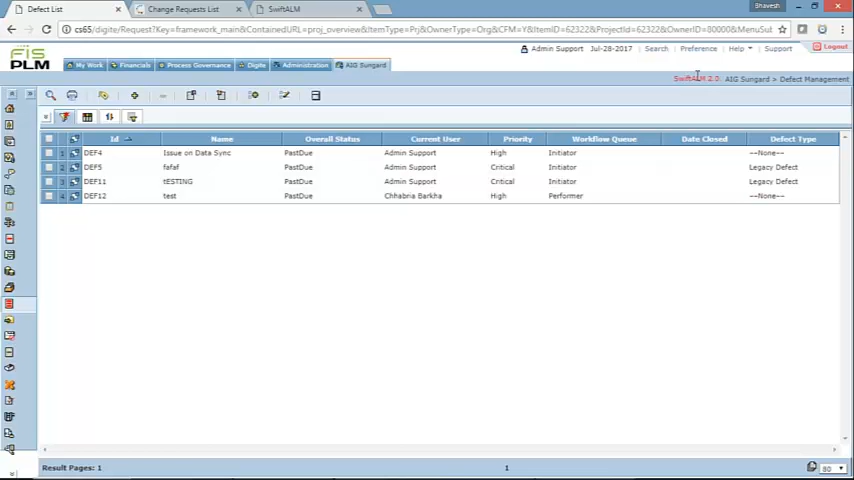 Defect List
Change Requests List
SwiftALM
Bhavesh
cs65/digite/Request?Key=framework_main&ContainedURL=proj_overview&ItemType=Prj&OwnerType=Org&CFM=Y&ItemID=62322&ProjectId=62322&OwnerID=80000&MenuSub
FIS
PLM
Admin Support Jul-28-2017 Search Preference Help Support Logout
My Work Financials Process Governance Digite Administration AIG Sungard
SwiftALM 2.0: AIG Sungard > Defect Management
Id Name Overall Status Current User Priority Workflow Queue Date Closed Defect Type
1 DEF4 Issue on Data Sync PastDue Admin Support High Initiator --None--
2 DEF5 fafaf PastDue Admin Support Critical Initiator Legacy Defect
3 DEF11 tESTING PastDue Admin Support Critical Initiator Legacy Defect
4 DEF12 test PastDue Chhabria Barkha High Performer --None--
Result Pages: 1 1 80